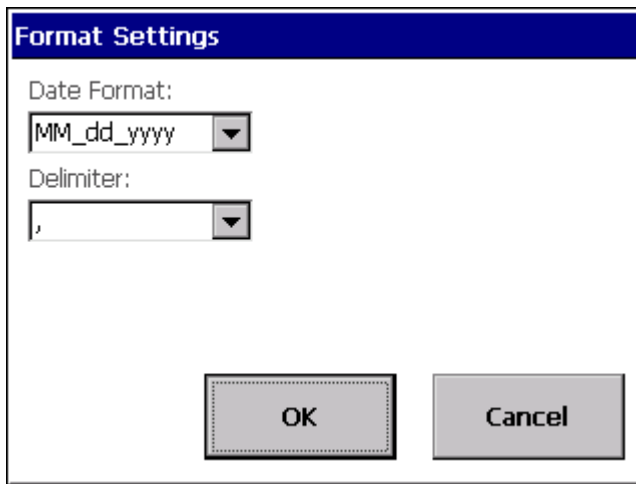 Format Settings
Date Format:
MM_dd_yyyy
Delimiter:
,
OK
Cancel